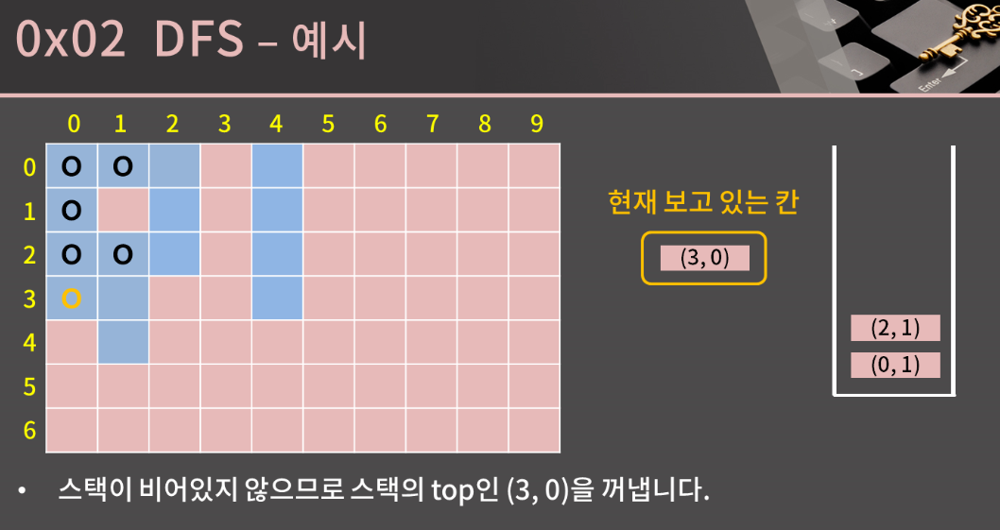 0x02 DFS – 예시
0 1 2 3 4 5 6 7 8 9
0 O O
1 O
2 O O
3 O
4
5
6
현재 보고 있는 칸
(3, 0)
(2, 1)
(0, 1)
Enter
• 스택이 비어있지 않으므로 스택의 top인 (3, 0)을 꺼냅니다.